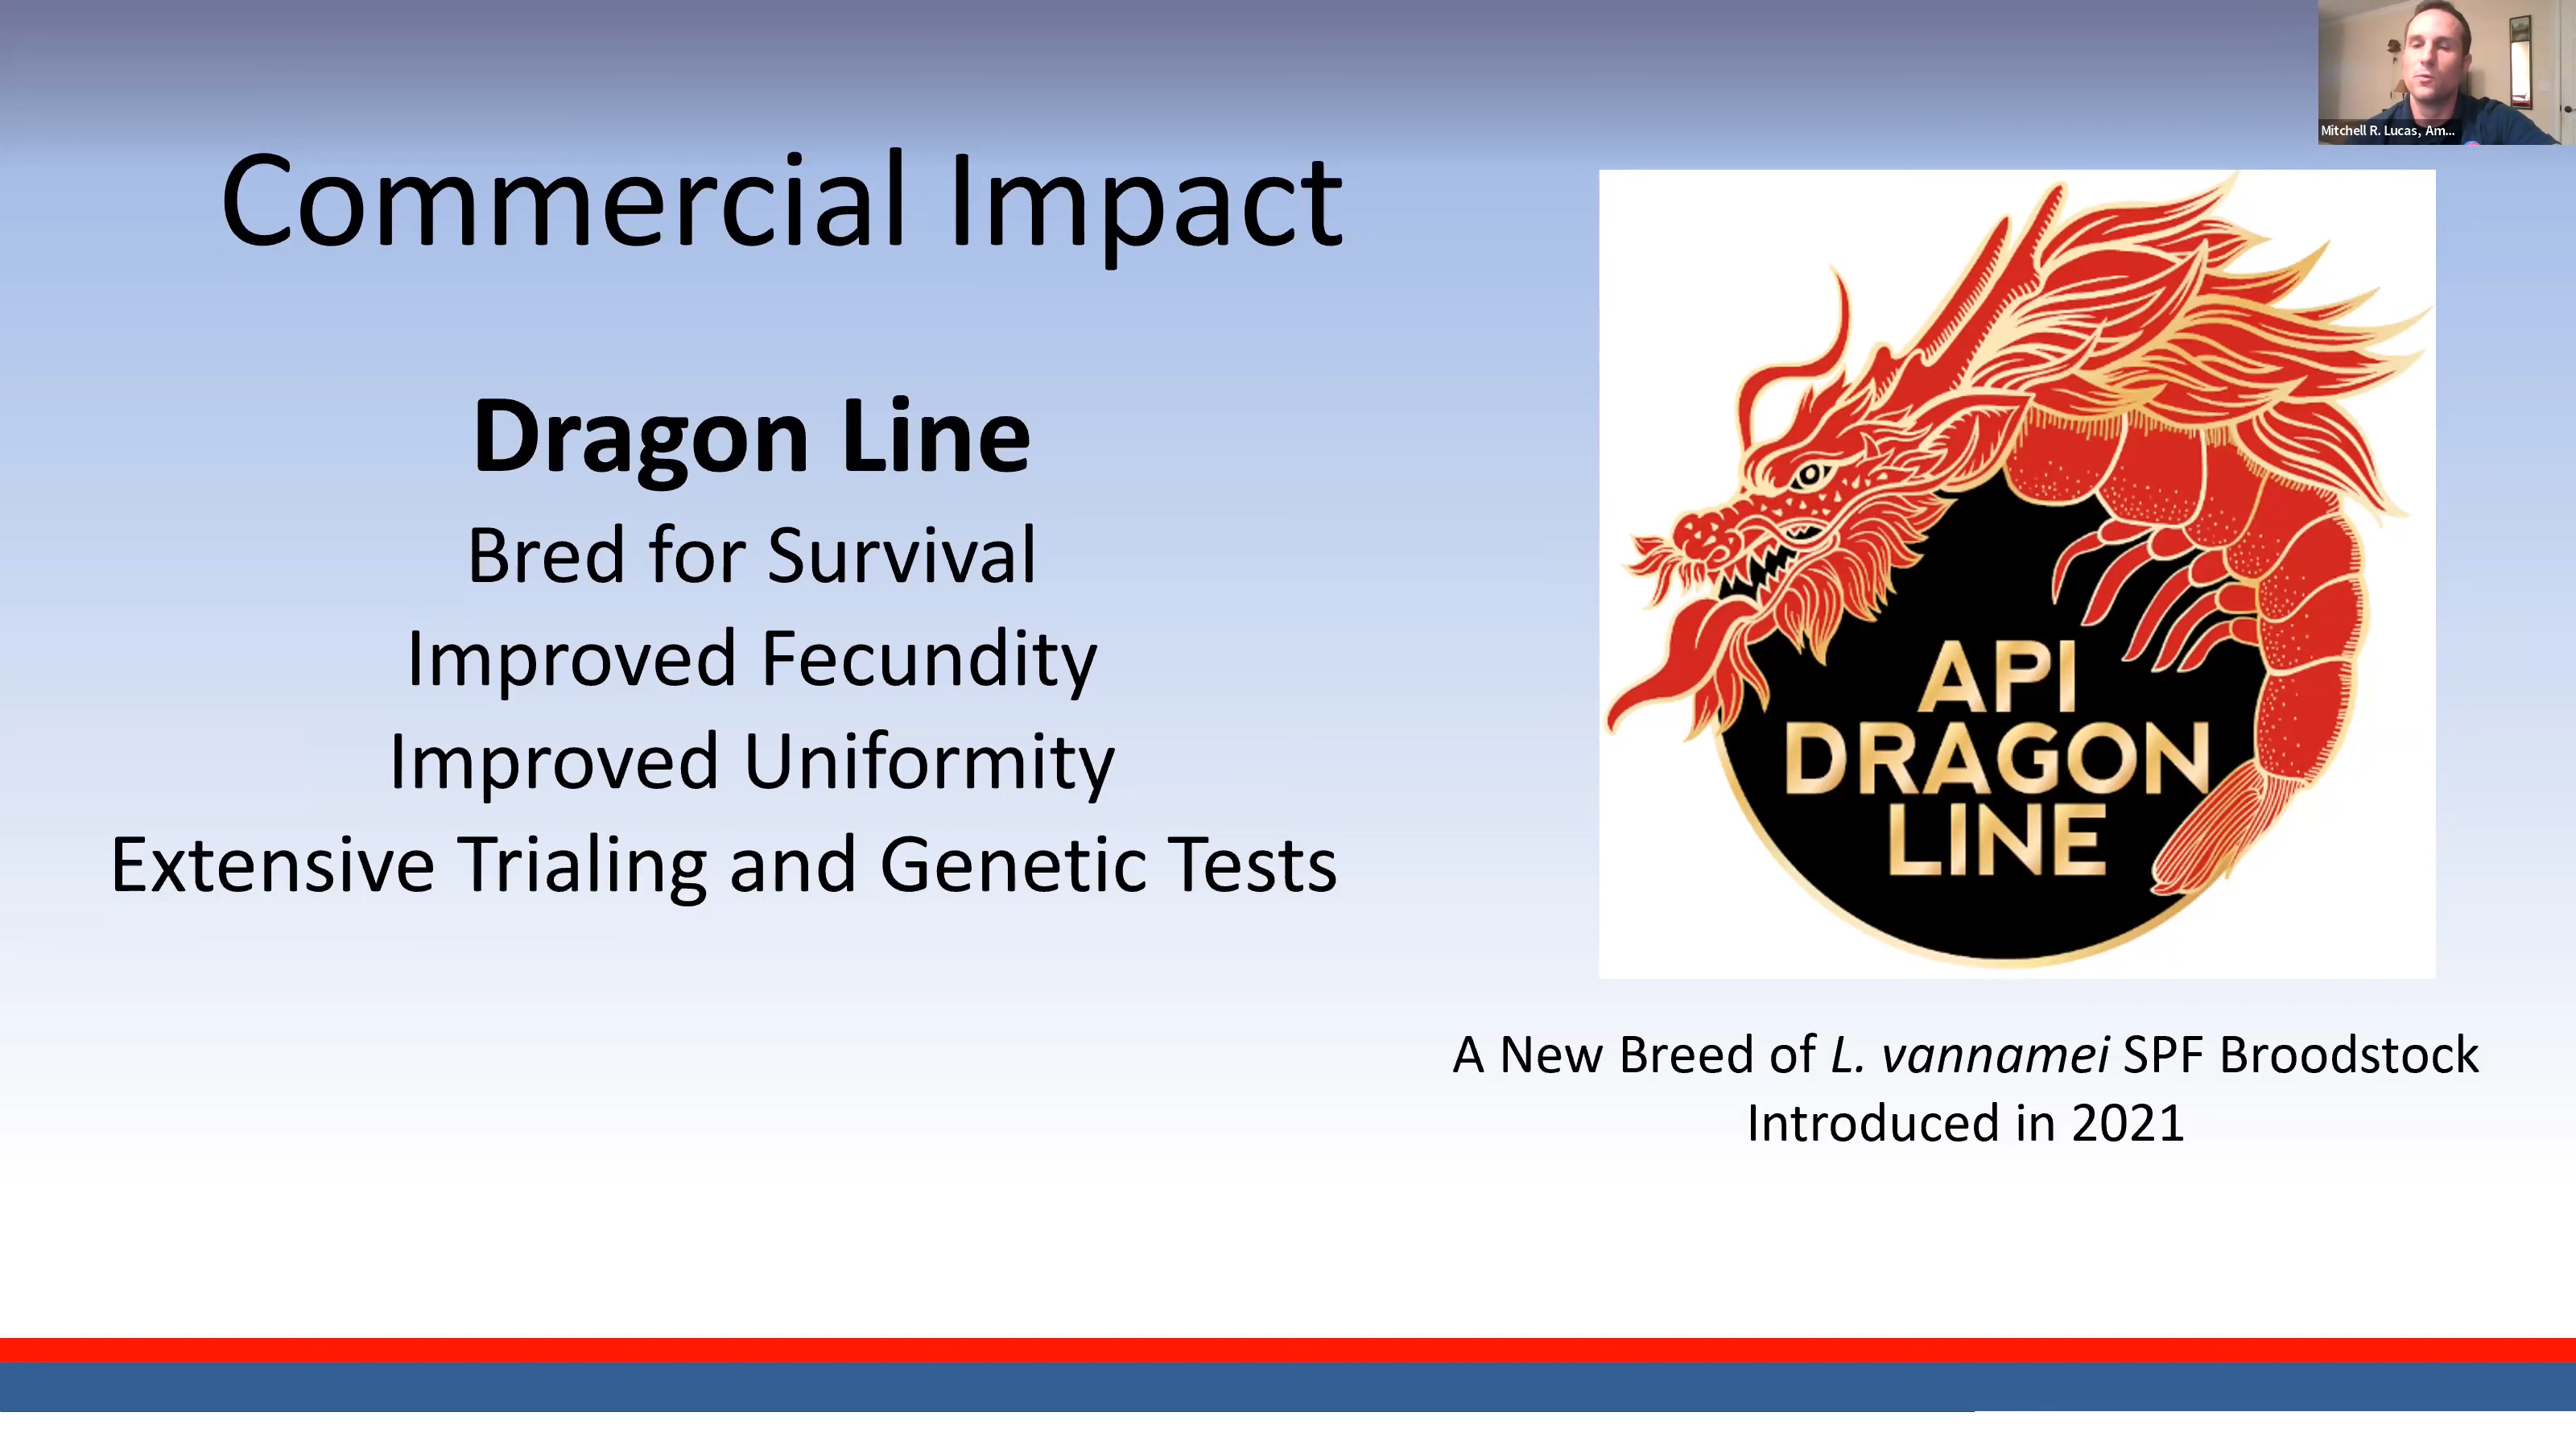 Mitchell R. Lucas, Am...
Commercial Impact
Dragon Line
Bred for Survival
Improved Fecundity
Improved Uniformity
Extensive Trialing and Genetic Tests
API
DRAGON
LINE
A New Breed of L. vannamei SPF Broodstock
Introduced in 2021